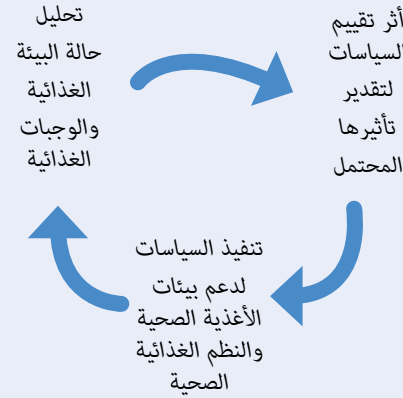 تحليل
حالة البيئة
الغذائية
والوجبات
الغذائية
أثر تقييم
السياسات
لتقدير
تأثيرها
المحتمل
تنفيذ السياسات
لدعم بيئات
الأغذية الصحية
والنظم الغذائية
الصحية